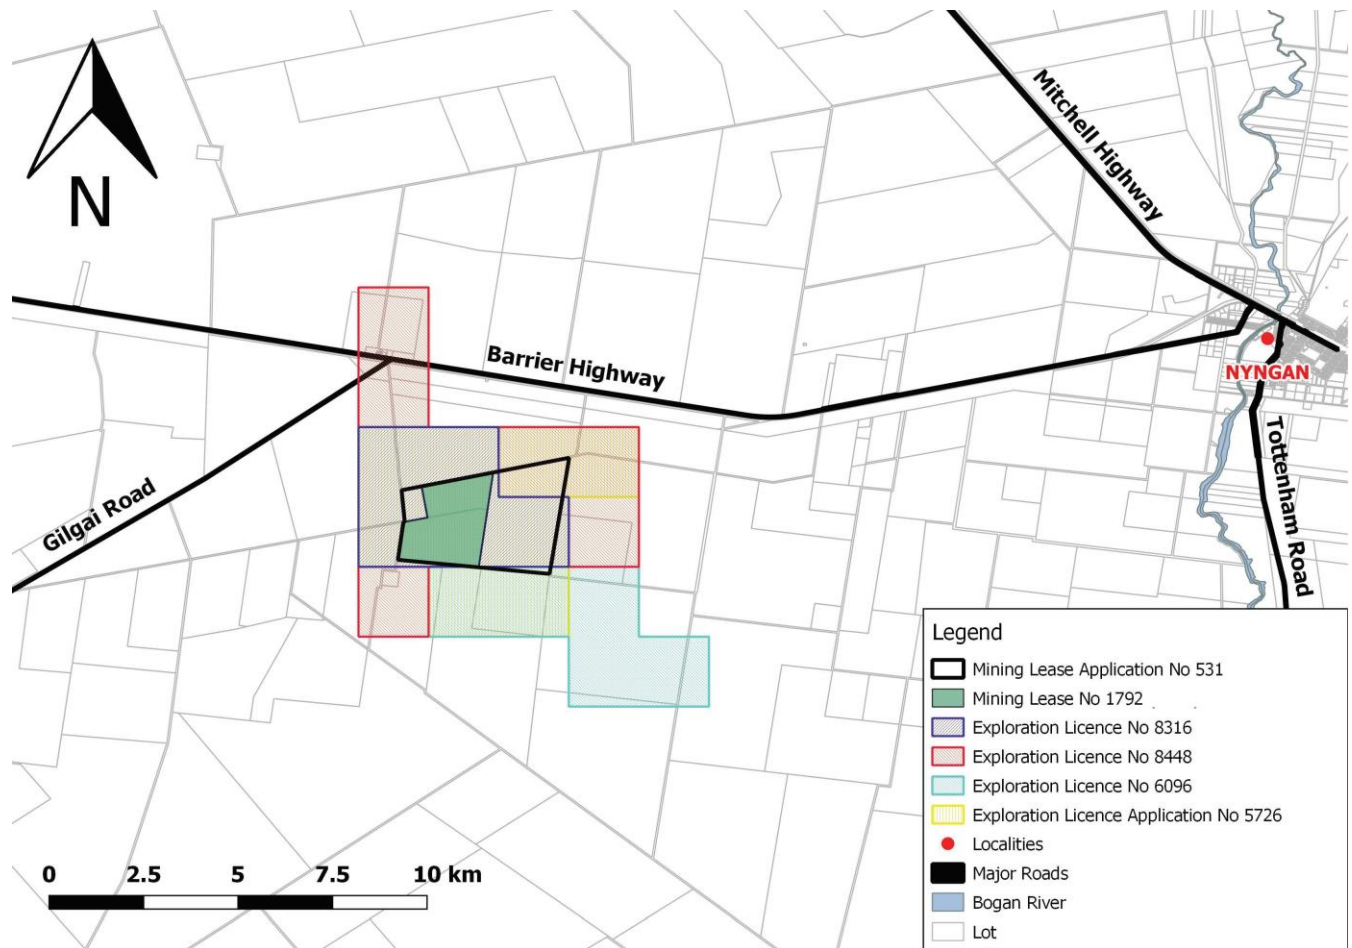 N
Mitchell Highway
Barrier Highway
NYNGAN
Gilgai Road
Tottenham Road
Legend
Mining Lease Application No 531
Mining Lease No 1792
Exploration Licence No 8316
Exploration Licence No 8448
Exploration Licence No 6096
Exploration Licence Application No 5726
Localities
Major Roads
Bogan River
Lot
0 2.5 5 7.5 10 km